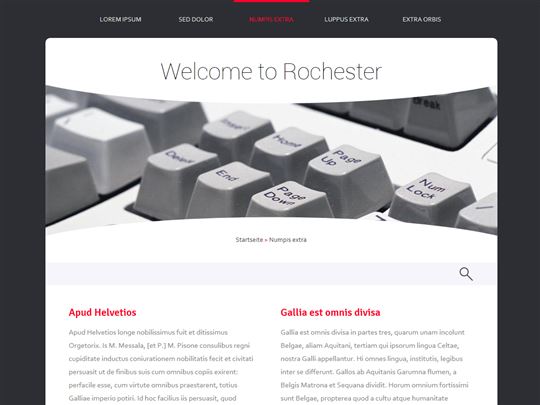 LOREM IPSUM
SED DOLOR
NUMPIS EXTRA
LUPPUS EXTRA
EXTRA ORBIS
Welcome to Rochester
Break
Insert
Home
Page
Up
End
Page
Down
Num
Lock
Startseite » Numpis extra
Apud Helvetios
Apud Helvetios longe nobilissimus fuit et ditissimus
Orgetorix. Is M. Messala, [et P.] M. Pisone consulibus regni
cupiditate inductus coniurationem nobilitatis fecit et civitati
persuasit ut de finibus suis cum omnibus copiis exirent:
perfacile esse, cum virtute omnibus praestarent, totius
Galliae imperio potiri. Id hoc facilius iis persuasit, quod
Gallia est omnis divisa
Gallia est omnis divisa in partes tres, quarum unam incolunt
Belgae, aliam Aquitani, tertiam qui ipsorum lingua Celtae,
nostra Galli appellantur. Hi omnes lingua, institutis, legibus
inter se differunt. Gallos ab Aquitanis Garumna flumen, a
Belgis Matrona et Sequana dividit. Horum omnium fortissimi
sunt Belgae, propterea quod a cultu atque humanitate